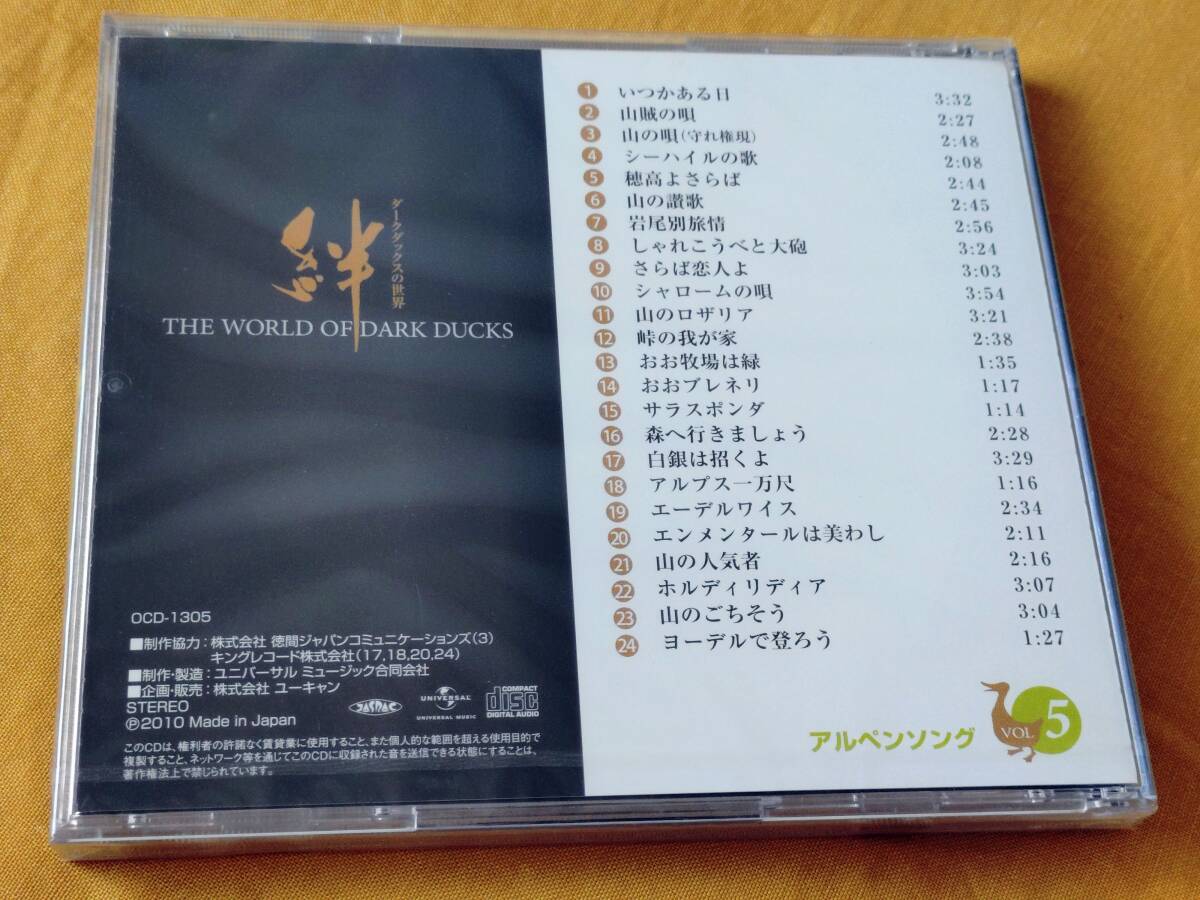 絆
ダークダックスの世界
THE WORLD OF DARK DUCKS
OCD-1305
■制作協力：株式会社 徳間ジャパンコミュニケーションズ(3)
キングレコード株式会社(17,18,20,24)
■制作・製造：ユニバーサル ミュージック合同会社
■企画・販売：株式会社 ユーキャン
STEREO
℗2010 Made in Japan
JASRAC
UNIVERSAL
UNIVERSAL MUSIC
COMPACT
disc
DIGITAL AUDIO
このCDは、権利者の許諾なく賃貸業に使用すること、また個人的な範囲を超える使用目的で
複製すること、ネットワーク等を通じてこのCDに収録された音を送信できる状態にすることは、
著作権法上で禁じられています。
1 いつかある日 3:32
2 山賊の唄 2:27
3 山の唄(守れ権現) 2:48
4 シーハイルの歌 2:08
5 穂高よさらば 2:44
6 山の讃歌 2:45
7 岩尾別旅情 2:56
8 しゃれこうべと大砲 3:24
9 さらば恋人よ 3:03
10 シャロームの唄 3:54
11 山のロザリア 3:21
12 峠の我が家 2:38
13 おお牧場は緑 1:35
14 おおブレネリ 1:17
15 サラスポンダ 1:14
16 森へ行きましょう 2:28
17 白銀は招くよ 3:29
18 アルプス一万尺 1:16
19 エーデルワイス 2:34
20 エンメンタールは美わし 2:11
21 山の人気者 2:16
22 ホルディリディア 3:07
23 山のごちそう 3:04
24 ヨーデルで登ろう 1:27
アルペンソング
VOL 5